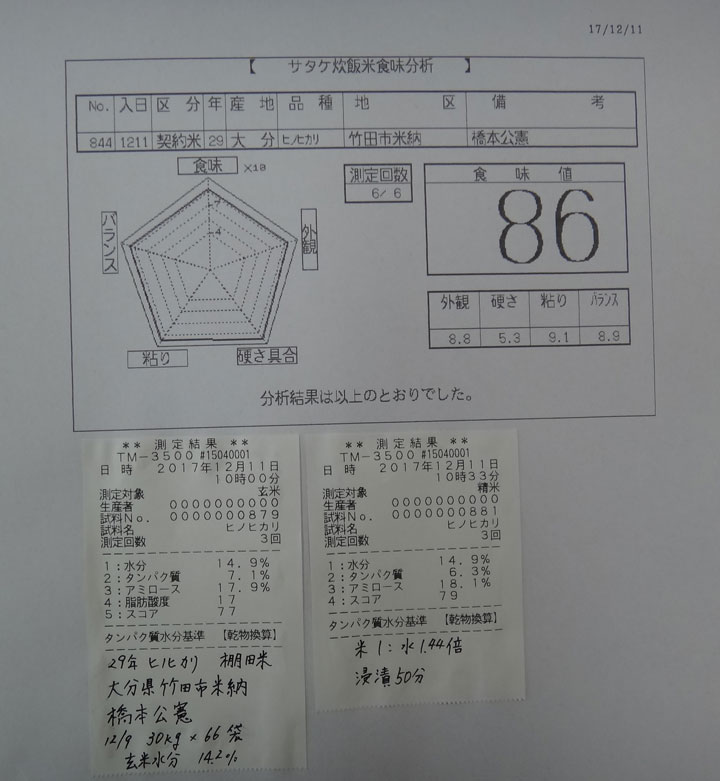 17/12/11
【 サタケ炊飯米食味分析 】
No. 入日 区分 年 産地 品種 地区 備考
844 1211 契約米 29 大分 ヒノヒカリ 竹田市米納 橋本公憲
食味 ×10
7
4
外観
硬さ具合
粘り
バランス
測定回数
6/ 6
食味値
86
外観 硬さ 粘り バランス
8.8 5.3 9.1 8.9
分析結果は以上のとおりでした。
** 測定結果 **
TM-3500 #15040001
日 時 2017年12月11日
10時00分
測定対象 玄米
生産者 0000000000
試料No. 0000000879
試料名 ヒノヒカリ
測定回数 3回
1:水分 14.9%
2:タンパク質 7.1%
3:アミロース 17.9%
4:脂肪酸度 17
5:スコア 77
タンパク質水分基準 【乾物換算】
29年 ヒノヒカリ 棚田米
大分県竹田市米納
橋本公憲
12/9 30kg × 66 袋
玄米水分 14.2%
** 測定結果 **
TM-3500 #15040001
日 時 2017年12月11日
10時33分
測定対象 精米
生産者 0000000000
試料No. 0000000881
試料名 ヒノヒカリ
測定回数 3回
1:水分 14.9%
2:タンパク質 6.3%
3:アミロース 18.1%
4:スコア 79
タンパク質水分基準 【乾物換算】
米1:水1.44倍
浸漬50分